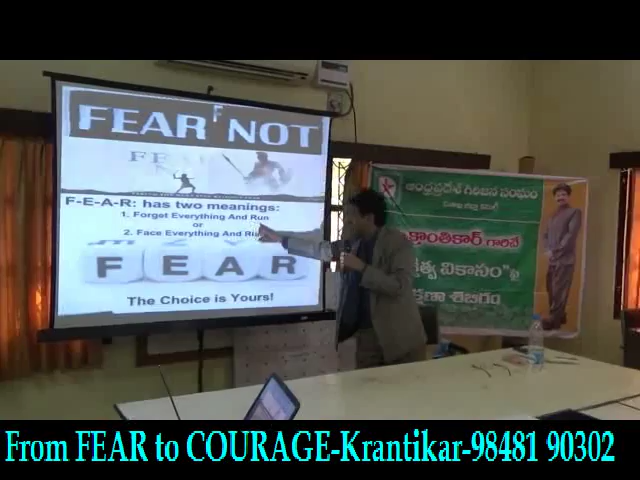 FEAR NOT
F
FEAR
F-E-A-R: has two meanings:
1. Forget Everything And Run
or
2. Face Everything And Ri
F E A R
The Choice is Yours!
ఆంధ్రప్రదేశ్ గిరిజన సంఘం
క్రాంతికార్ గారిచే
త్వ వికాసం"పై
క్షణా శిబిరం
From FEAR to COURAGE-Krantikar-98481 90302